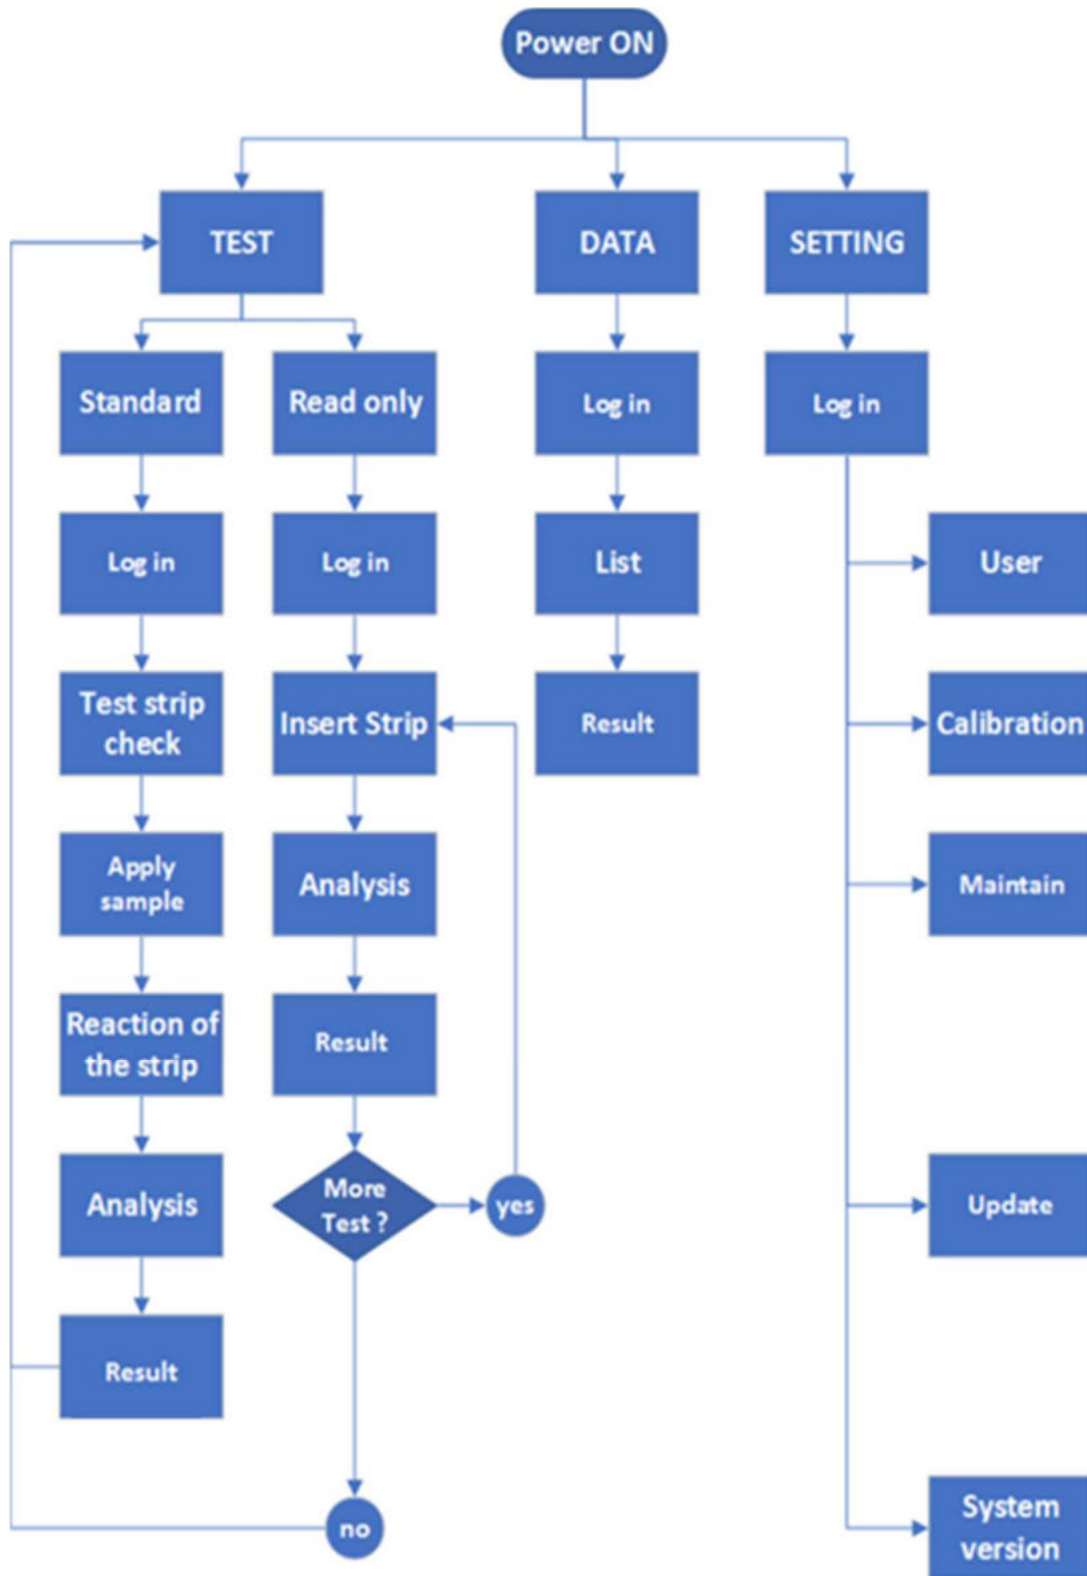 Power ON
TEST
DATA
SETTING
Standard
Read only
Log in
Log in
Log in
Log in
List
User
Test strip
check
Insert Strip
Result
Calibration
Apply
sample
Analysis
Maintain
Reaction of
the strip
Result
Analysis
More
Test ?
yes
Update
Result
no
System
version